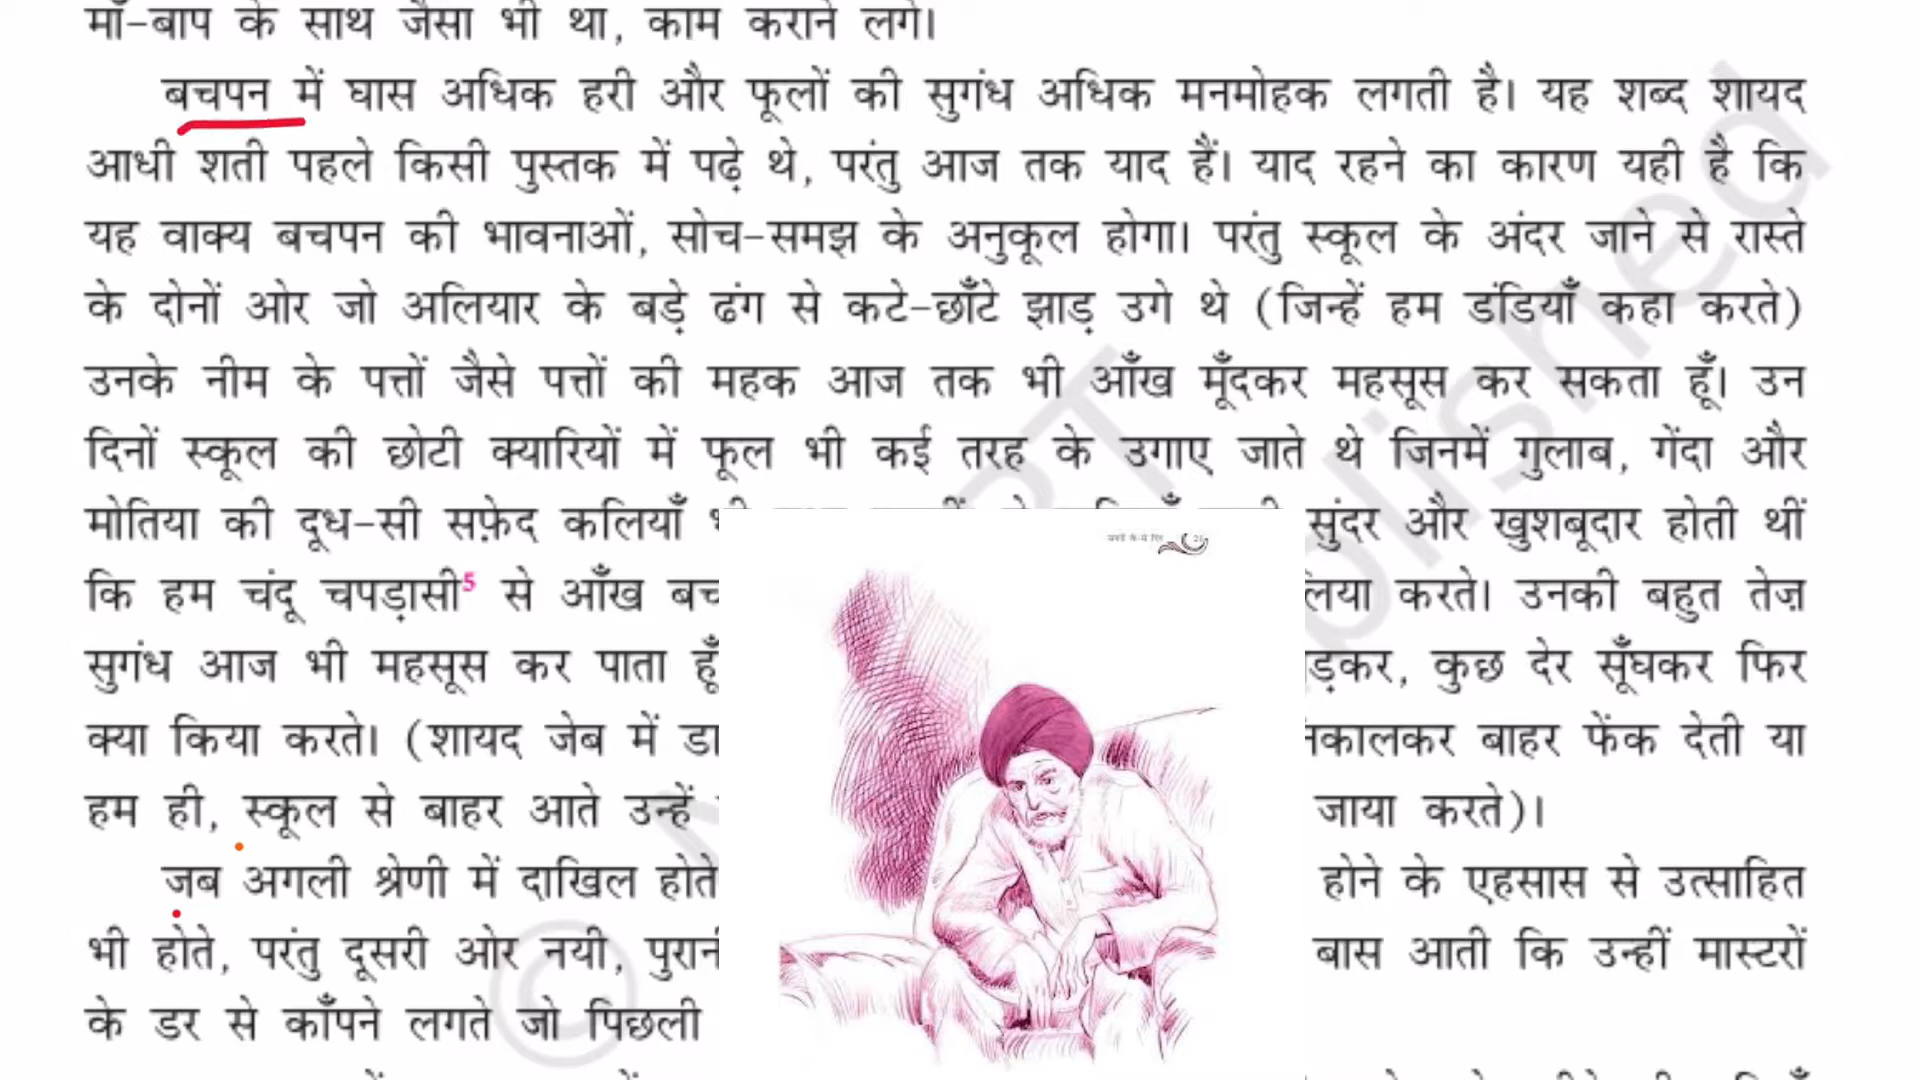 माँ-बाप के साथ जैसा भी था, काम कराने लगे।
बचपन में घास अधिक हरी और फूलों की सुगंध अधिक मनमोहक लगती है। यह शब्द शायद
आधी शती पहले किसी पुस्तक में पढ़े थे, परंतु आज तक याद हैं। याद रहने का कारण यही है कि
यह वाक्य बचपन की भावनाओं, सोच-समझ के अनुकूल होगा। परंतु स्कूल के अंदर जाने से रास्ते
के दोनों ओर जो अलियार के बड़े ढंग से कटे-छाँटे झाड़ उगे थे (जिन्हें हम डंडियाँ कहा करते)
उनके नीम के पत्तों जैसे पत्तों की महक आज तक भी आँख मूँदकर महसूस कर सकता हूँ। उन
दिनों स्कूल की छोटी क्यारियों में फूल भी कई तरह के उगाए जाते थे जिनमें गुलाब, गेंदा और
मोतिया की दूध-सी सफ़ेद कलियाँ सुंदर और खुशबूदार होती थीं
कि हम चंदू चपड़ासी5 से आँख बच लिया करते। उनकी बहुत तेज़
सुगंध आज भी महसूस कर पाता हूँ ड़कर, कुछ देर सूँघकर फिर
क्या किया करते। (शायद जेब में डा नकालकर बाहर फेंक देती या
हम ही, स्कूल से बाहर आते उन्हें जाया करते)।
जब अगली श्रेणी में दाखिल होते होने के एहसास से उत्साहित
भी होते, परंतु दूसरी ओर नयी, पुरानी बास आती कि उन्हीं मास्टरों
के डर से काँपने लगते जो पिछली